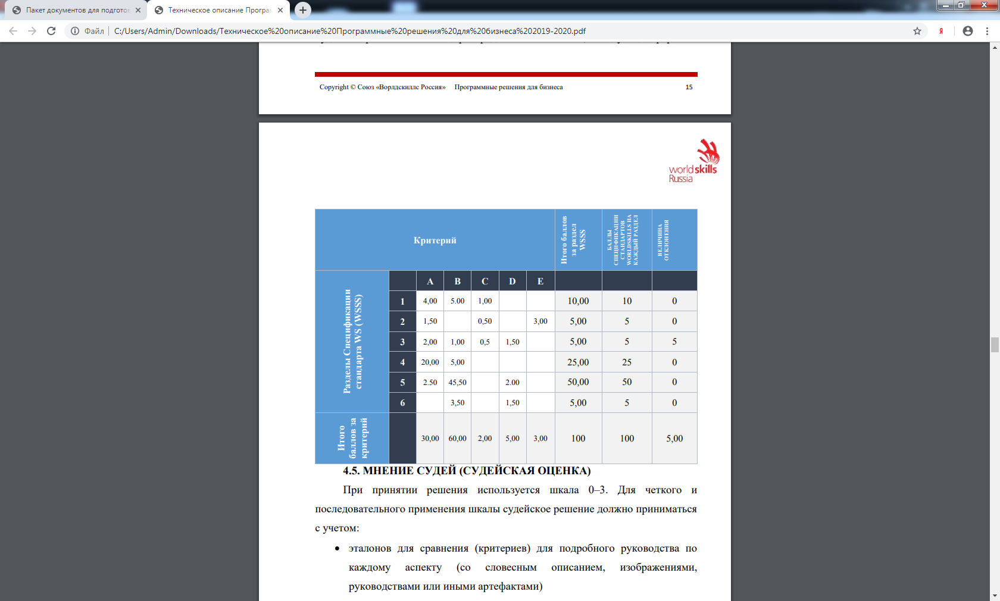 Пакет документов для подготов
Техническое описание Програм
Файл
C:/Users/Admin/Downloads/Техническое%20описание%20Программные%20решения%20для%20бизнеса%202019-2020.pdf
Я
Copyright © Союз «Ворлдскиллс Россия» Программные решения для бизнеса 15
worldskills
Russia
Критерий
Итого баллов
за раздел
WSSS
БАЛЛЫ
СПЕЦИФИКАЦИИ
СТАНДАРТОВ
WORLDSKILLS НА
КАЖДЫЙ РАЗДЕЛ
ВЕЛИЧИНА
ОТКЛОНЕНИЯ
Разделы Спецификации
стандарта WS (WSSS)
A B C D E
1 4,00 5.00 1,00 10,00 10 0
2 1,50 0,50 3,00 5,00 5 0
3 2,00 1,00 0,5 1,50 5,00 5 5
4 20,00 5,00 25,00 25 0
5 2.50 45,50 2.00 50,00 50 0
6 3,50 1,50 5,00 5 0
Итого
баллов за
критерий
30,00 60,00 2,00 5,00 3,00 100 100 5,00
4.5. МНЕНИЕ СУДЕЙ (СУДЕЙСКАЯ ОЦЕНКА)
При принятии решения используется шкала 0–3. Для четкого и
последовательного применения шкалы судейское решение должно приниматься
с учетом:
• эталонов для сравнения (критериев) для подробного руководства по
каждому аспекту (со словесным описанием, изображениями,
руководствами или иными артефактами)